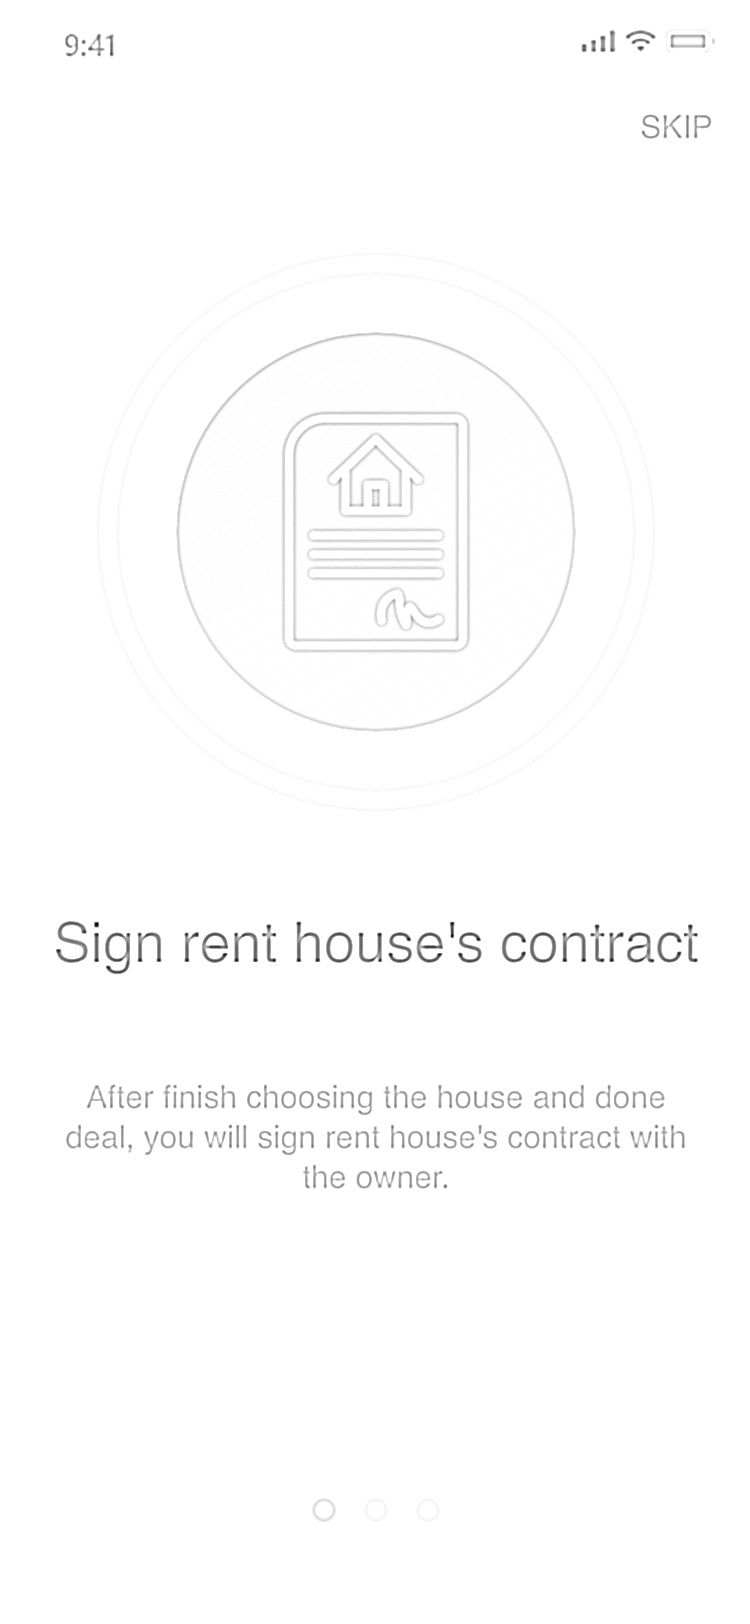 9:41
SKIP
Sign rent house's contract
After finish choosing the house and done
deal, you will sign rent house's contract with
the owner.